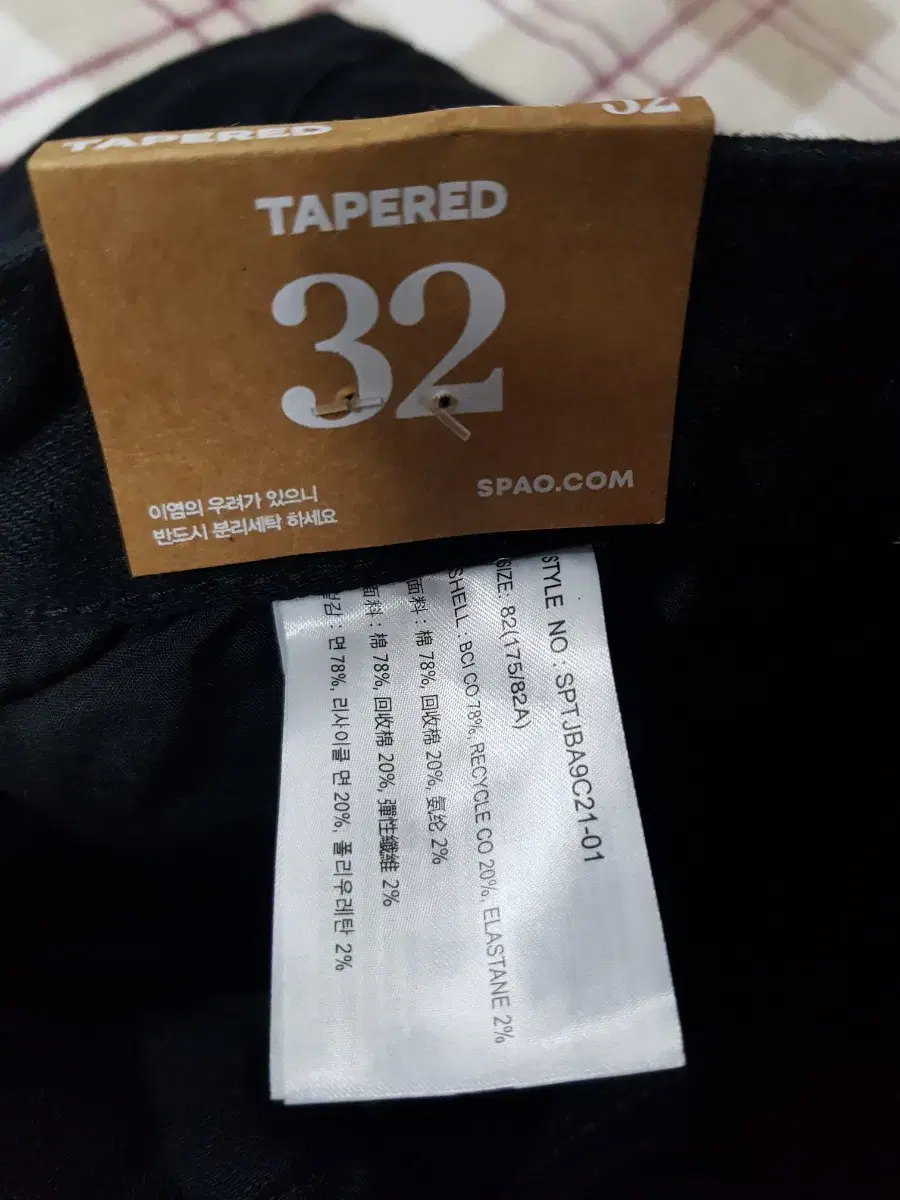 TAPERED
32
TAPERED
32
SPAO.COM
이염의 우려가 있으니
반드시 분리세탁 하세요
STYLE NO : SPTJBA9C21-01
SIZE : 82(175/82A)
SHELL : BCI CO 78%, RECYCLE CO 20%, ELASTANE 2%
面料 : 棉 78%, 回收棉 20%, 氨纶 2%
面料 : 棉 78%, 回收棉 20%, 彈性纖維 2%
겉감 : 면 78%, 리사이클 면 20%, 폴리우레탄 2%